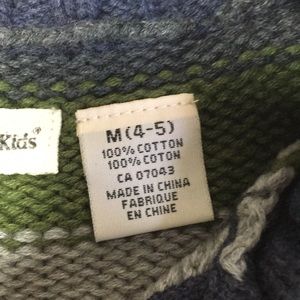 Kids®
M (4-5)
100% COTTON
100% COTON
CA 07043
MADE IN CHINA
FABRIQUE
EN CHINE